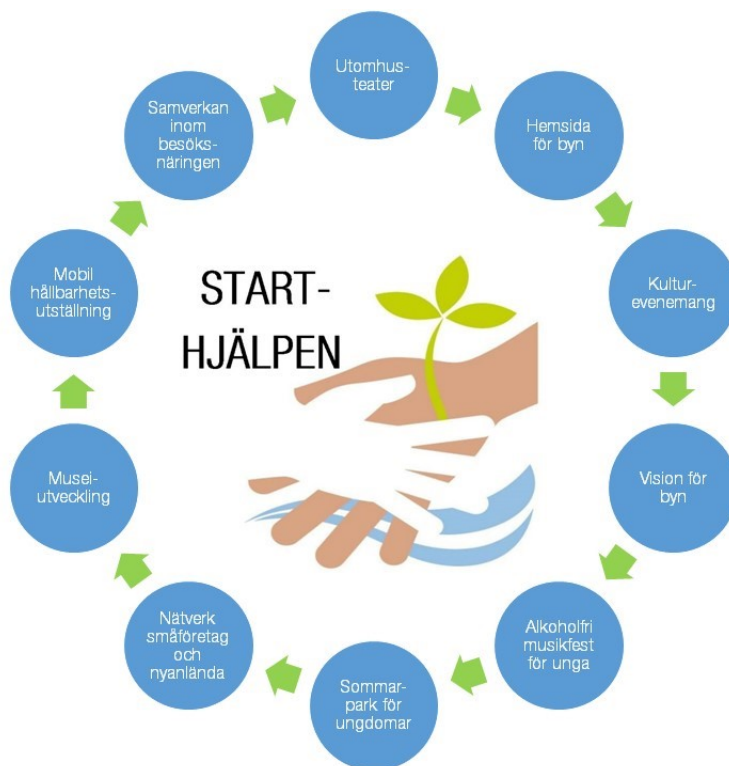 Utomhus-
teater
Hemsida
för byn
Kultur-
evenemang
Vision för
byn
Alkoholfri
musikfest
för unga
Sommar-
park för
ungdomar
Nätverk
småföretag
och
nyanlända
Musei-
utveckling
Mobil
hållbarhets-
utställning
Samverkan
inom
besöks-
näringen
START-
HJÄLPEN